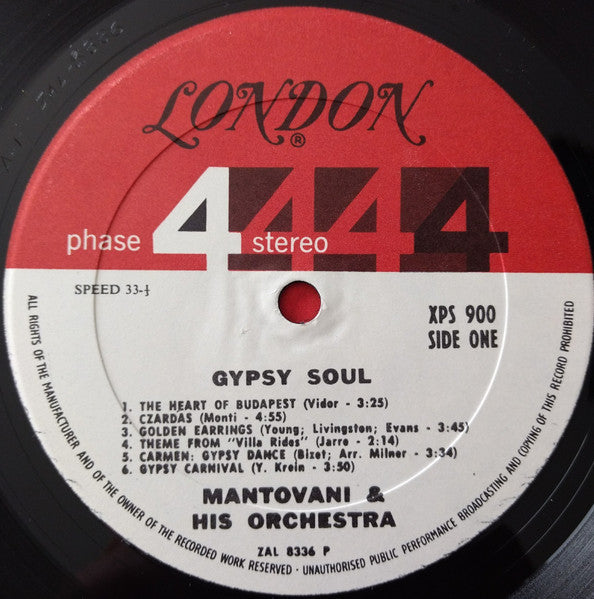 LONDON
®
phase 4 stereo 444
SPEED 33-⅓
XPS 900
SIDE ONE
GYPSY SOUL
1. THE HEART OF BUDAPEST (Vidor - 3:25)
2. CZARDAS (Monti - 4:55)
3. GOLDEN EARRINGS (Young; Livingston; Evans - 3:45)
4. THEME FROM "Villa Rides" (Jarre - 2:14)
5. CARMEN: GYPSY DANCE (Bizet; Arr. Milner - 3:34)
6. GYPSY CARNIVAL (Y. Krein - 3:50)
MANTOVANI &
HIS ORCHESTRA
ZAL 8336 P
ALL RIGHTS OF THE MANUFACTURER AND OF THE OWNER OF THE RECORDED WORK RESERVED · UNAUTHORISED PUBLIC PERFORMANCE BROADCASTING AND COPYING OF THIS RECORD PROHIBITED